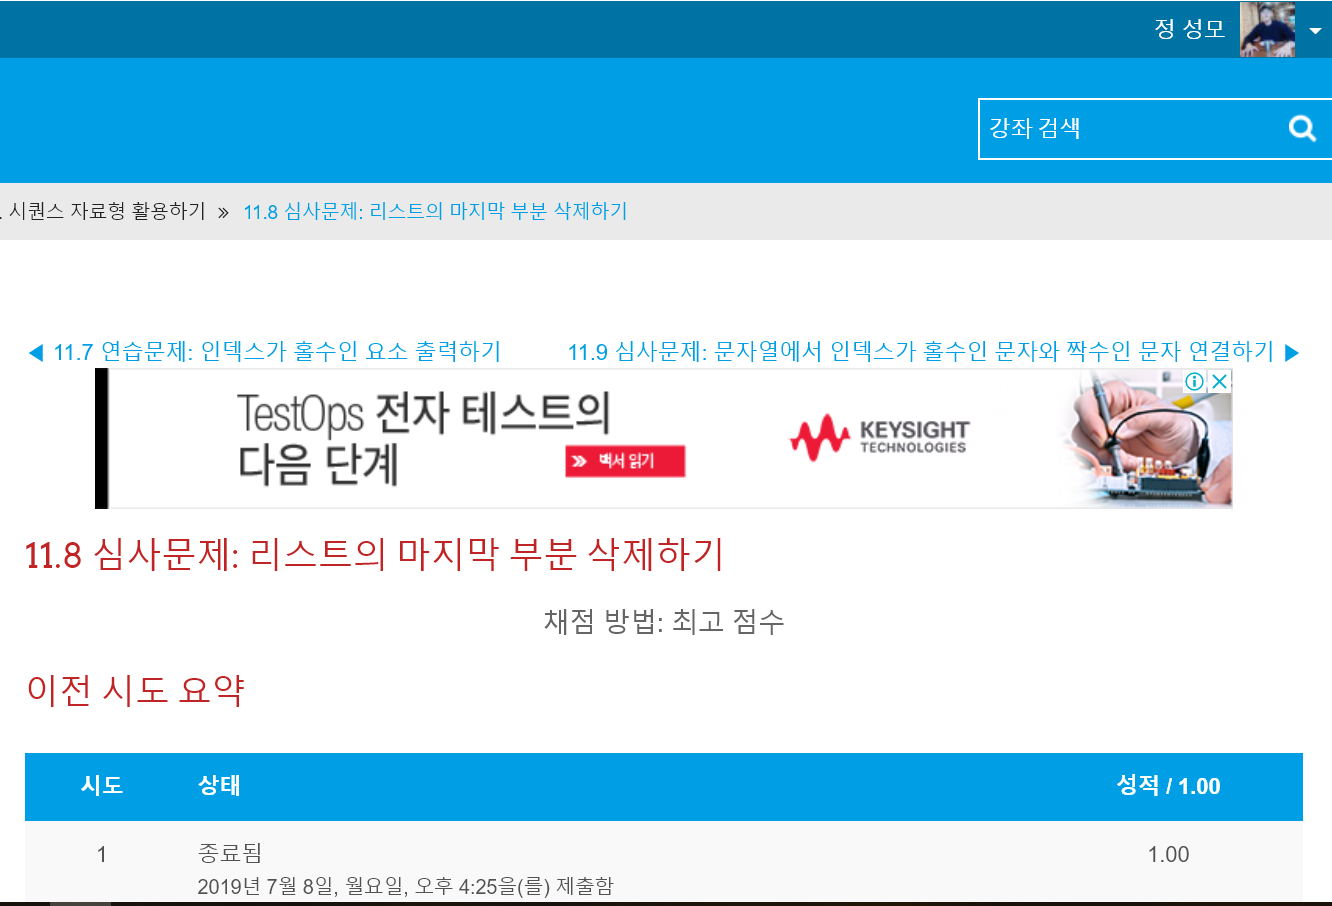 정 성모
강좌 검색
. 시퀀스 자료형 활용하기 » 11.8 심사문제: 리스트의 마지막 부분 삭제하기
◀ 11.7 연습문제: 인덱스가 홀수인 요소 출력하기
11.9 심사문제: 문자열에서 인덱스가 홀수인 문자와 짝수인 문자 연결하기 ▶
TestOps 전자 테스트의
다음 단계
» 백서 읽기
KEYSIGHT
TECHNOLOGIES
11.8 심사문제: 리스트의 마지막 부분 삭제하기
채점 방법: 최고 점수
이전 시도 요약
시도 상태 성적 / 1.00
1 종료됨 1.00
2019년 7월 8일, 월요일, 오후 4:25을(를) 제출함